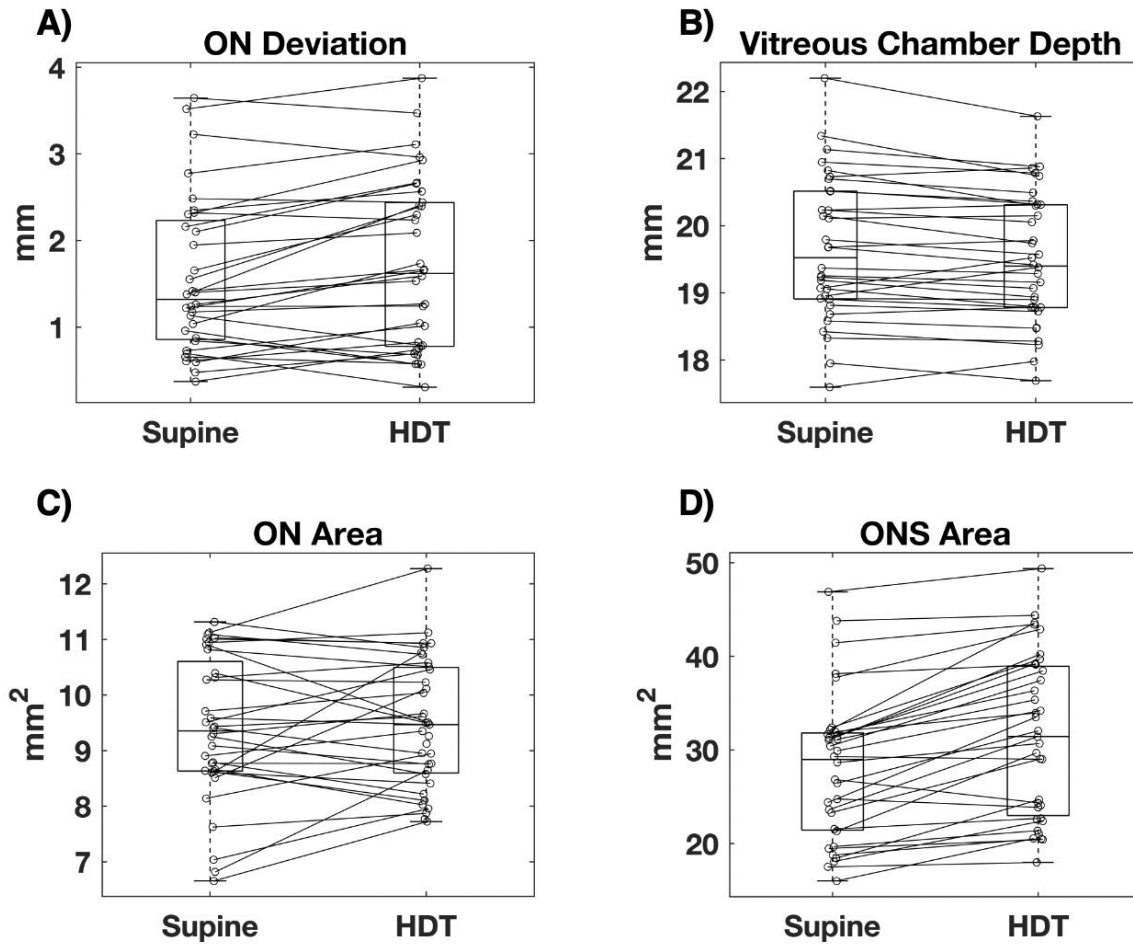 A)
ON Deviation
4
3
2
1
mm
Supine HDT
B)
Vitreous Chamber Depth
22
21
20
19
18
mm
Supine HDT
C)
ON Area
12
11
10
9
8
7
mm²
Supine HDT
D)
ONS Area
50
40
30
20
mm²
Supine HDT